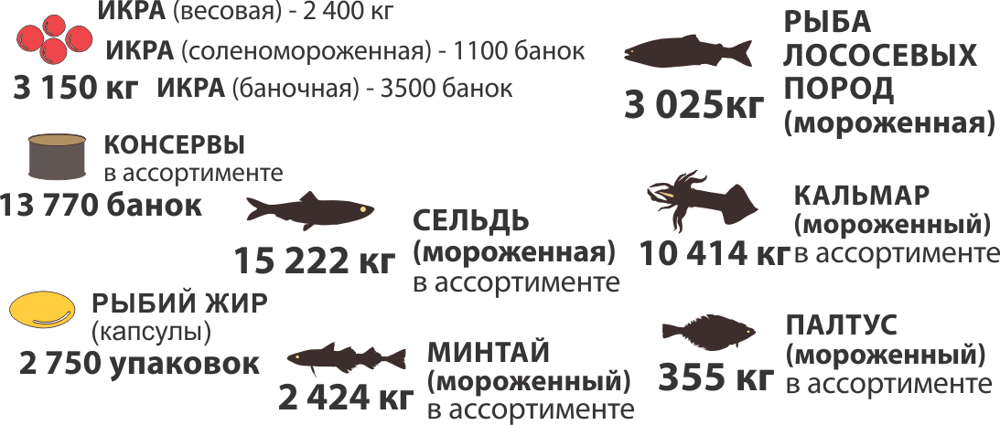 ИКРА (весовая) - 2 400 кг
ИКРА (соленомороженная) - 1100 банок
3 150 кг ИКРА (баночная) - 3500 банок
РЫБА
ЛОСОСЕВЫХ
ПОРОД
(мороженная)
3 025кг
КОНСЕРВЫ
в ассортименте
13 770 банок
СЕЛЬДЬ
(мороженная)
в ассортименте
15 222 кг
КАЛЬМАР
(мороженный)
в ассортименте
10 414 кг
РЫБИЙ ЖИР
(капсулы)
2 750 упаковок
МИНТАЙ
(мороженный)
в ассортименте
2 424 кг
ПАЛТУС
(мороженный)
в ассортименте
355 кг